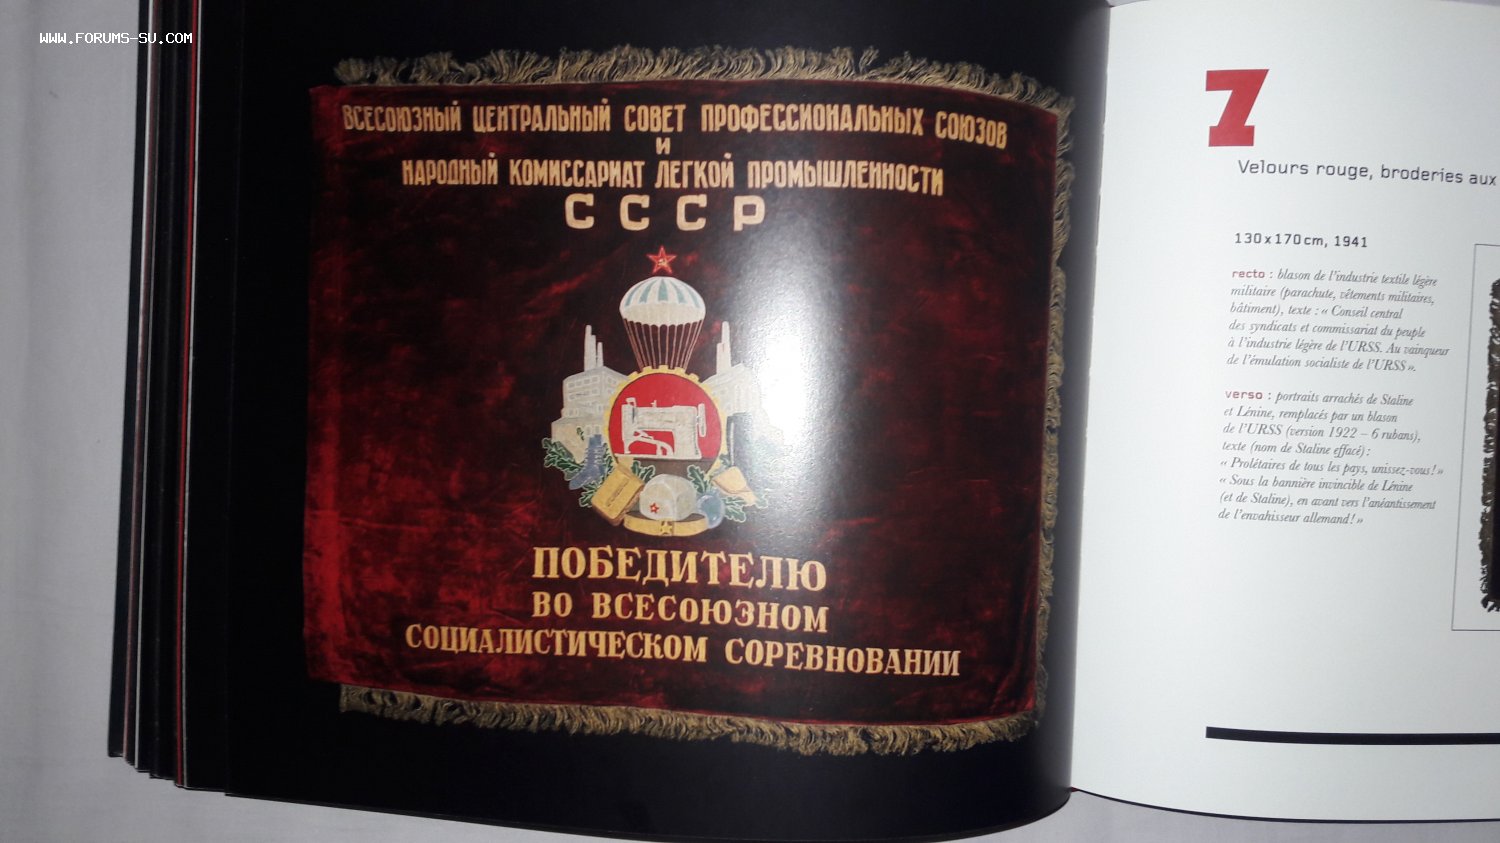 WWW.FORUMS-SU.COM
ВСЕСОЮЗНЫЙ ЦЕНТРАЛЬНЫЙ СОВЕТ ПРОФЕССИОНАЛЬНЫХ СОЮЗОВ
И
НАРОДНЫЙ КОМИССАРИАТ ЛЕГКОЙ ПРОМЫШЛЕННОСТИ
СССР
ПОБЕДИТЕЛЮ
ВО ВСЕСОЮЗНОМ
СОЦИАЛИСТИЧЕСКОМ СОРЕВНОВАНИИ
7
Velours rouge, broderies aux
130x170cm, 1941
recto : blason de l'industrie textile légère
militaire (parachute, vêtements militaires,
bâtiment), texte : « Conseil central
des syndicats et commissariat du peuple
à l'industrie légère de l'URSS. Au vainqueur
de l'émulation socialiste de l'URSS ».
verso : portraits arrachés de Staline
et Lénine, remplacés par un blason
de l'URSS (version 1922 – 6 rubans),
texte (nom de Staline effacé) :
« Prolétaires de tous les pays, unissez-vous ! »
« Sous la bannière invincible de Lénine
(et de Staline), en avant vers l'anéantissement
de l'envahisseur allemand ! »